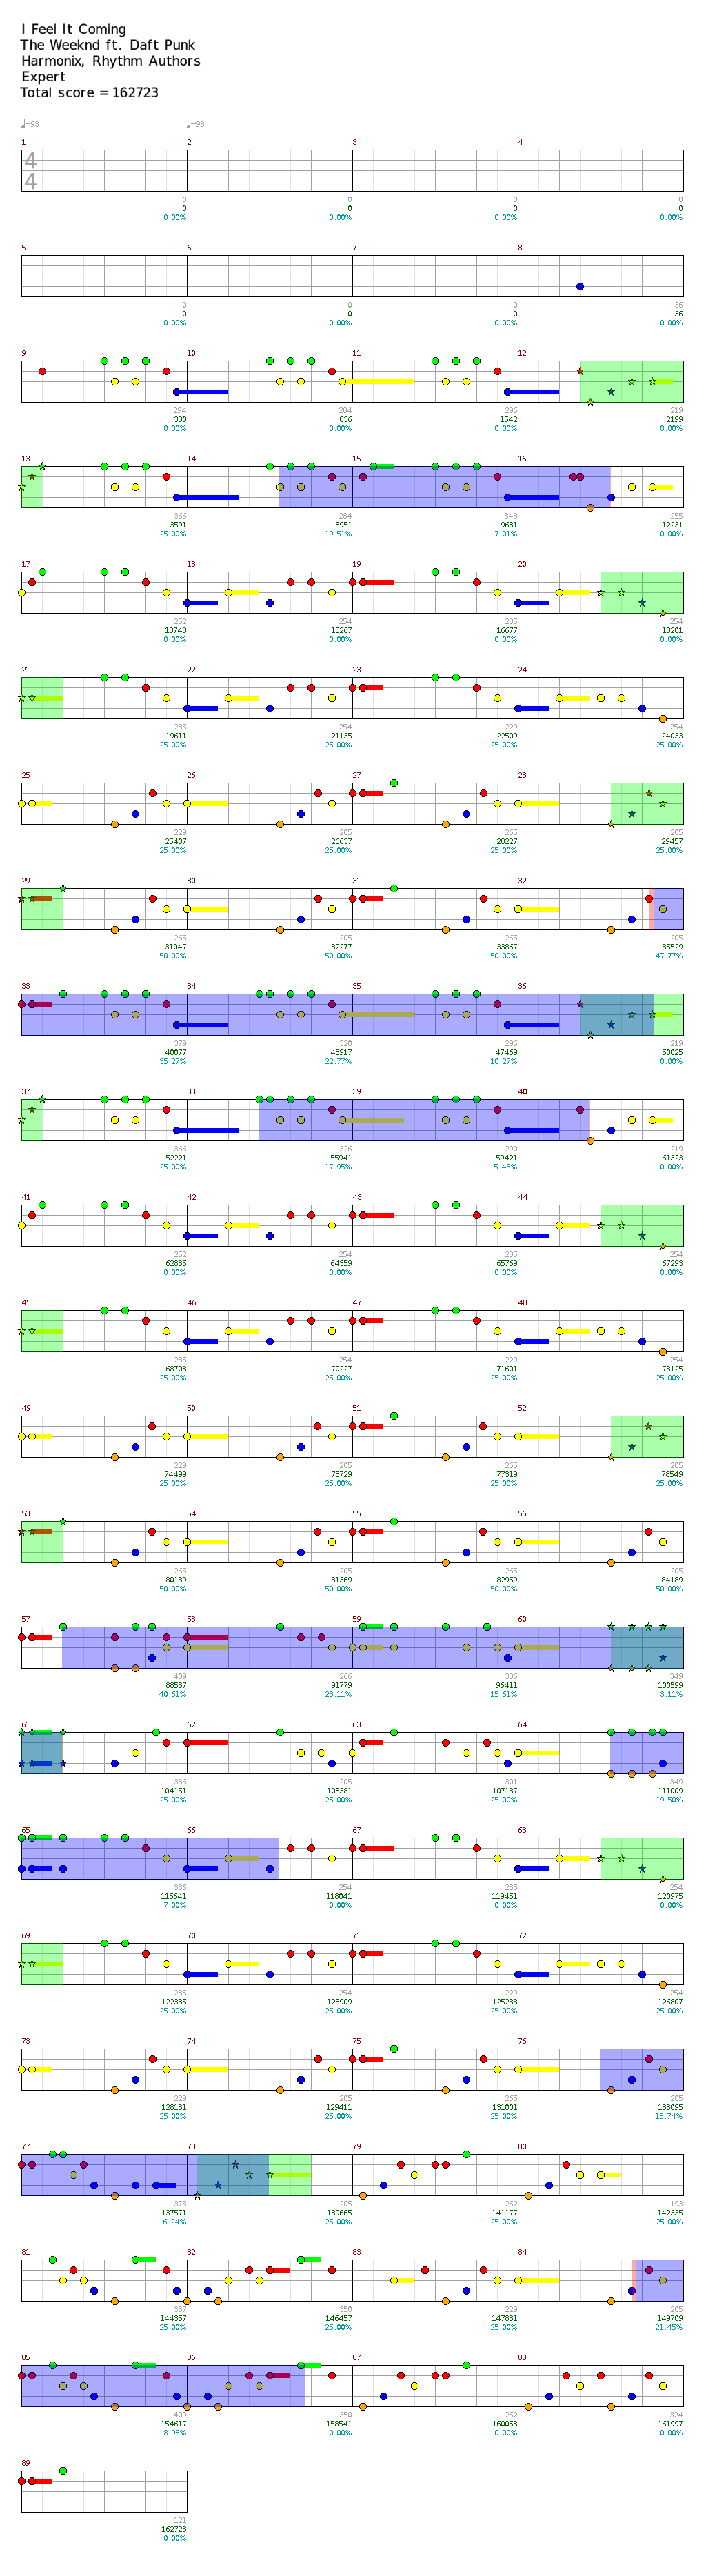 I Feel It Coming
The Weeknd ft. Daft Punk
Harmonix, Rhythm Authors
Expert
Total score = 162723
♩=93 ♩=93
1 2 3 4
4
4
0 0 0 0
0 0 0 0
0.00% 0.00% 0.00% 0.00%
5 6 7 8
0 0 0 36
0 0 0 36
0.00% 0.00% 0.00% 0.00%
9 10 11 12
294 284 296 219
330 836 1542 2199
0.00% 0.00% 0.00% 0.00%
13 14 15 16
366 284 343 255
3591 5951 9681 12231
25.00% 19.51% 7.01% 0.00%
17 18 19 20
252 254 235 254
13743 15267 16677 18201
0.00% 0.00% 0.00% 0.00%
21 22 23 24
235 254 229 254
19611 21135 22509 24033
25.00% 25.00% 25.00% 25.00%
25 26 27 28
229 205 265 205
25407 26637 28227 29457
25.00% 25.00% 25.00% 25.00%
29 30 31 32
265 205 265 205
31047 32277 33867 35529
50.00% 50.00% 50.00% 47.77%
33 34 35 36
379 320 296 219
40077 43917 47469 50025
35.27% 22.77% 10.27% 0.00%
37 38 39 40
366 326 290 219
52221 55941 59421 61323
25.00% 17.95% 5.45% 0.00%
41 42 43 44
252 254 235 254
62835 64359 65769 67293
0.00% 0.00% 0.00% 0.00%
45 46 47 48
235 254 229 254
68703 70227 71601 73125
25.00% 25.00% 25.00% 25.00%
49 50 51 52
229 205 265 205
74499 75729 77319 78549
25.00% 25.00% 25.00% 25.00%
53 54 55 56
265 205 265 205
80139 81369 82959 84189
50.00% 50.00% 50.00% 50.00%
57 58 59 60
409 266 386 349
88587 91779 96411 100599
40.61% 28.11% 15.61% 3.11%
61 62 63 64
386 205 301 349
104151 105381 107187 111009
25.00% 25.00% 25.00% 19.50%
65 66 67 68
386 254 235 254
115641 118041 119451 120975
7.00% 0.00% 0.00% 0.00%
69 70 71 72
235 254 229 254
122385 123909 125283 126807
25.00% 25.00% 25.00% 25.00%
73 74 75 76
229 205 265 205
128181 129411 131001 133095
25.00% 25.00% 25.00% 18.74%
77 78 79 80
373 205 252 193
137571 139665 141177 142335
6.24% 25.00% 25.00% 25.00%
81 82 83 84
337 350 229 205
144357 146457 147831 149709
25.00% 25.00% 25.00% 21.45%
85 86 87 88
409 350 252 324
154617 158541 160053 161997
8.95% 0.00% 0.00% 0.00%
89
121
162723
0.00%